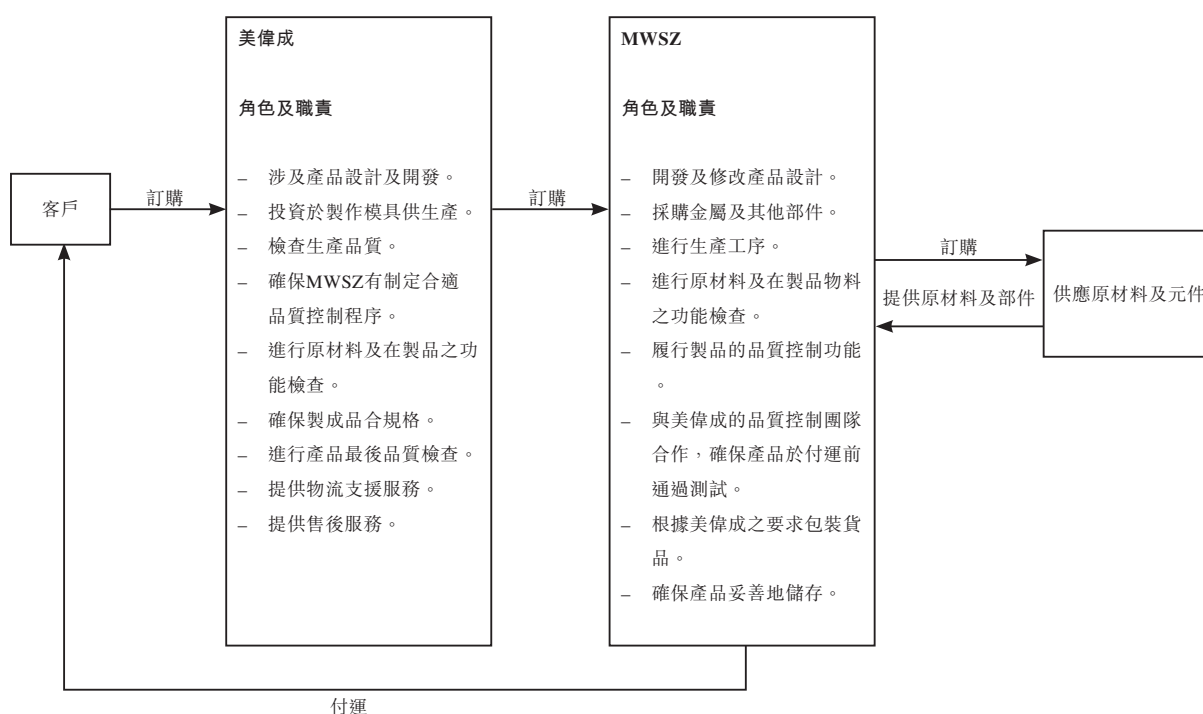 客戶
訂購
美偉成
角色及職責
– 涉及產品設計及開發。
– 投資於製作模具供生產。
– 檢查生產品質。
– 確保MWSZ有制定合適
品質控制程序。
– 進行原材料及在製品之功
能檢查。
– 確保製成品合規格。
– 進行產品最後品質檢查。
– 提供物流支援服務。
– 提供售後服務。
訂購
MWSZ
角色及職責
– 開發及修改產品設計。
– 採購金屬及其他部件。
– 進行生產工序。
– 進行原材料及在製品物料
之功能檢查。
– 履行製品的品質控制功能
。
– 與美偉成的品質控制團隊
合作，確保產品於付運前
通過測試。
– 根據美偉成之要求包裝貨
品。
– 確保產品妥善地儲存。
訂購
提供原材料及部件
供應原材料及元件
付運